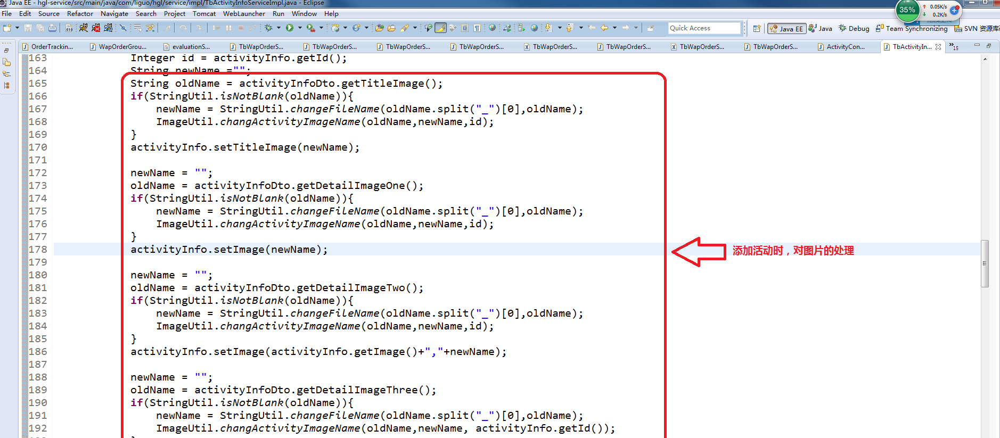 Java EE - hgl-service/src/main/java/com/liguo/hgl/service/impl/TbActivityInfoServiceImpl.java - Eclipse
File Edit Source Refactor Navigate Search Project Tomcat WebLauncher Run Window Help
35% 0.05K/s
0.2K/s
Quick Access Java EE Java Debug Team Synchronizing SVN 资源库
OrderTrackin... WapOrderGrou... evaluationS... TbWapOrderS... TbWapOrderS... TbWapOrderS... TbWapOrderS... TbWapOrderS... TbWapOrderS... TbWapOrderS... TbWapOrderS... ActivityCon... TbActivityIn... »15
163 Integer id = activityInfo.getId();
164 String newName ="";
165 String oldName = activityInfoDto.getTitleImage();
166 if(StringUtil.isNotBlank(oldName)){
167 newName = StringUtil.changeFileName(oldName.split("_")[0],oldName);
168 ImageUtil.changActivityImageName(oldName,newName,id);
169 }
170 activityInfo.setTitleImage(newName);
171
172 newName = "";
173 oldName = activityInfoDto.getDetailImageOne();
174 if(StringUtil.isNotBlank(oldName)){
175 newName = StringUtil.changeFileName(oldName.split("_")[0],oldName);
176 ImageUtil.changActivityImageName(oldName,newName,id);
177 }
178 activityInfo.setImage(newName);
添加活动时，对图片的处理
179
180 newName = "";
181 oldName = activityInfoDto.getDetailImageTwo();
182 if(StringUtil.isNotBlank(oldName)){
183 newName = StringUtil.changeFileName(oldName.split("_")[0],oldName);
184 ImageUtil.changActivityImageName(oldName,newName,id);
185 }
186 activityInfo.setImage(activityInfo.getImage()+","+newName);
187
188 newName = "";
189 oldName = activityInfoDto.getDetailImageThree();
190 if(StringUtil.isNotBlank(oldName)){
191 newName = StringUtil.changeFileName(oldName.split("_")[0],oldName);
192 ImageUtil.changActivityImageName(oldName,newName, activityInfo.getId());